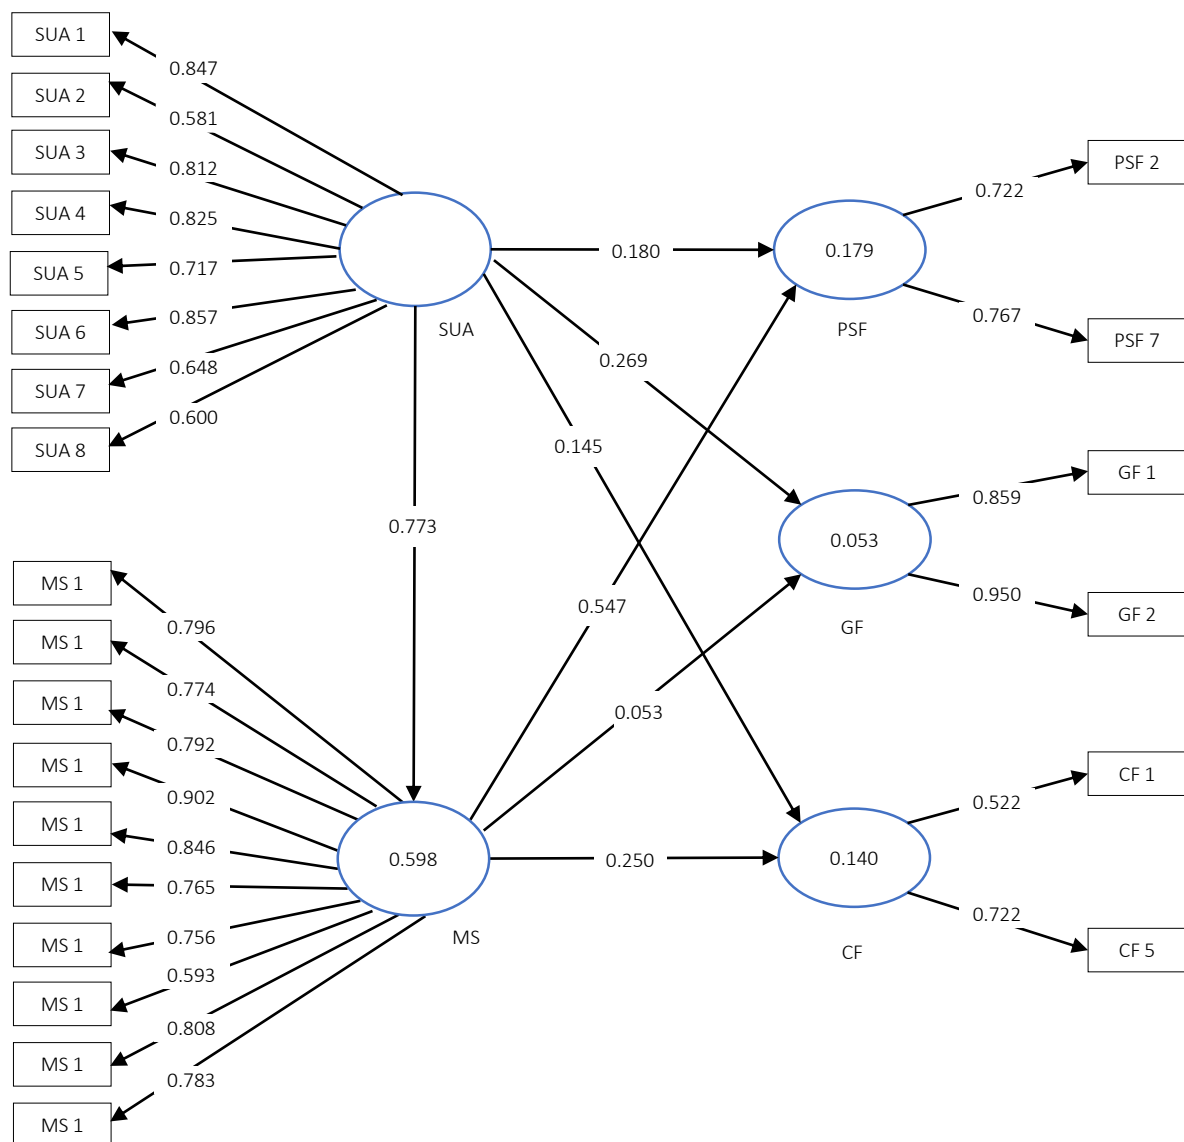 SUA 1
0.847
SUA 2
0.581
SUA 3
0.812
SUA 4
0.825
SUA 5
0.717
SUA 6
0.857
SUA 7
0.648
SUA 8
0.600
SUA
0.180
0.269
0.145
0.773
0.179
PSF
0.722
PSF 2
0.767
PSF 7
0.053
GF
0.859
GF 1
0.950
GF 2
0.547
0.053
0.250
MS 1
0.796
MS 1
0.774
MS 1
0.792
MS 1
0.902
MS 1
0.846
MS 1
0.765
MS 1
0.756
MS 1
0.593
MS 1
0.808
MS 1
0.783
0.598
MS
0.140
CF
0.522
CF 1
0.722
CF 5